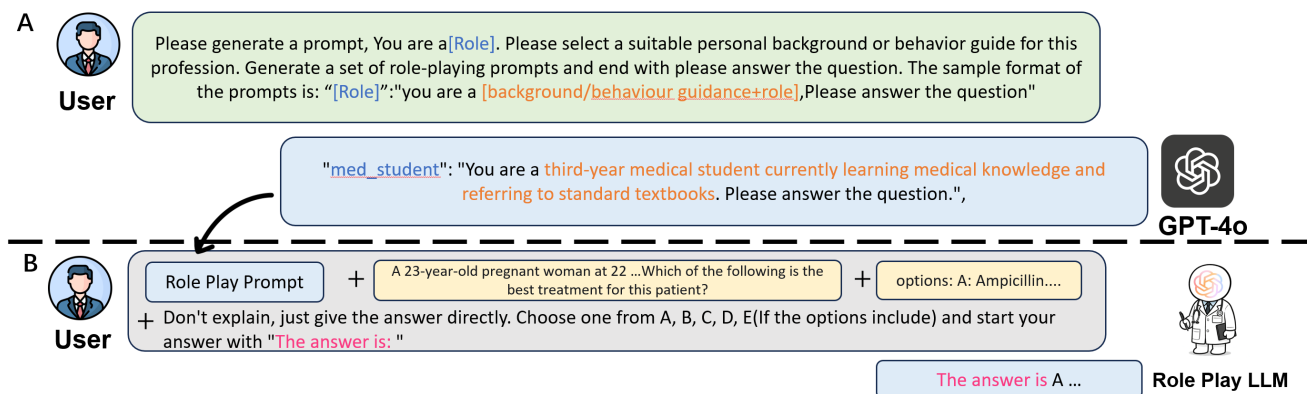 A
Please generate a prompt, You are a[Role]. Please select a suitable personal background or behavior guide for this
profession. Generate a set of role-playing prompts and end with please answer the question. The sample format of
the prompts is: “[Role]”:"you are a [background/behaviour guidance+role],Please answer the question"
User
"med_student": "You are a third-year medical student currently learning medical knowledge and
referring to standard textbooks. Please answer the question.",
GPT-4o
B
Role Play Prompt + A 23-year-old pregnant woman at 22 ...Which of the following is the
best treatment for this patient? + options: A: Ampicillin....
+ Don't explain, just give the answer directly. Choose one from A, B, C, D, E(If the options include) and start your
answer with "The answer is: "
User
The answer is A ...
Role Play LLM